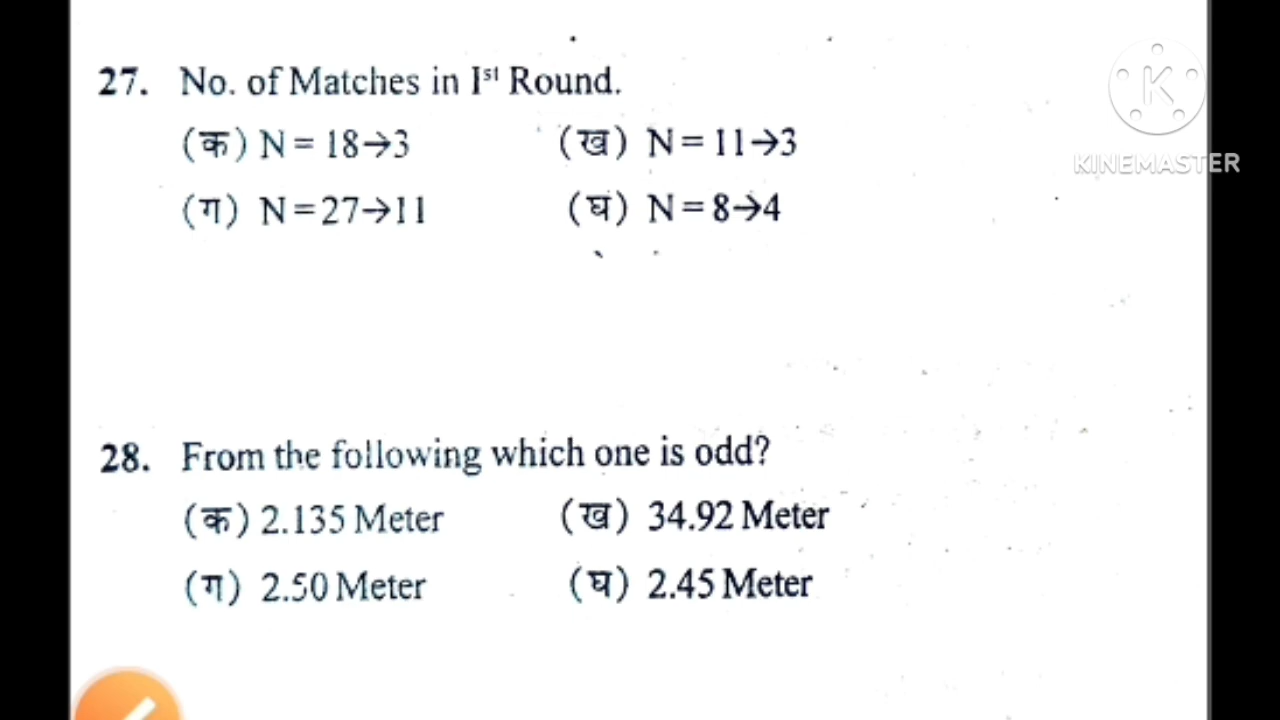 27. No. of Matches in Iˢᵗ Round.
(क) N = 18→3 (ख) N = 11→3
(ग) N = 27→11 (घ) N = 8→4
KINEMASTER
28. From the following which one is odd?
(क) 2.135 Meter (ख) 34.92 Meter
(ग) 2.50 Meter (घ) 2.45 Meter